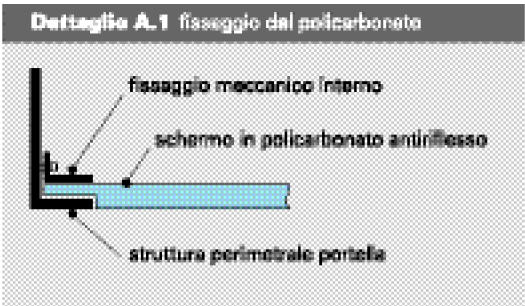 Dettaglio A.1 fissaggio del policarbonato
fissaggio meccanico interno
schermo in policarbonato antiriflesso
struttura perimetrale portella